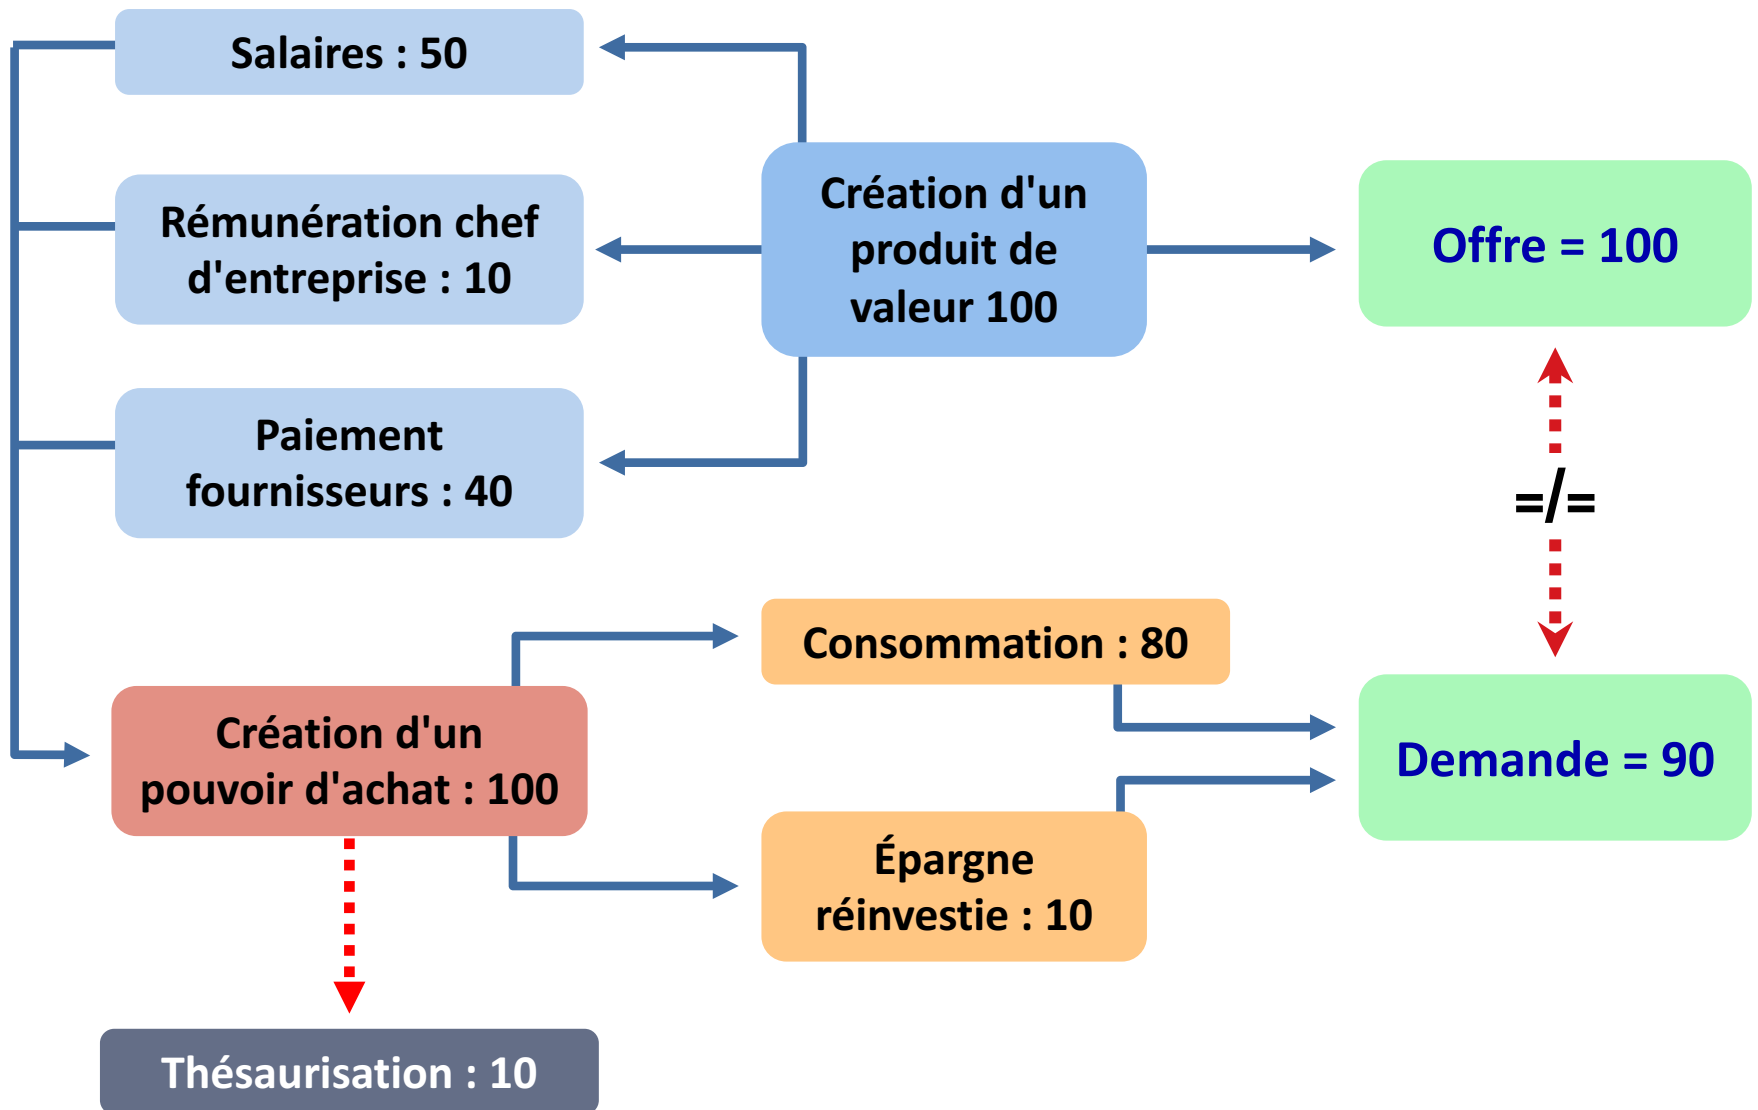 Salaires : 50
Rémunération chef
d'entreprise : 10
Paiement
fournisseurs : 40
Création d'un
produit de
valeur 100
Offre = 100
=/=
Création d'un
pouvoir d'achat : 100
Consommation : 80
Épargne
réinvestie : 10
Demande = 90
Thésaurisation : 10